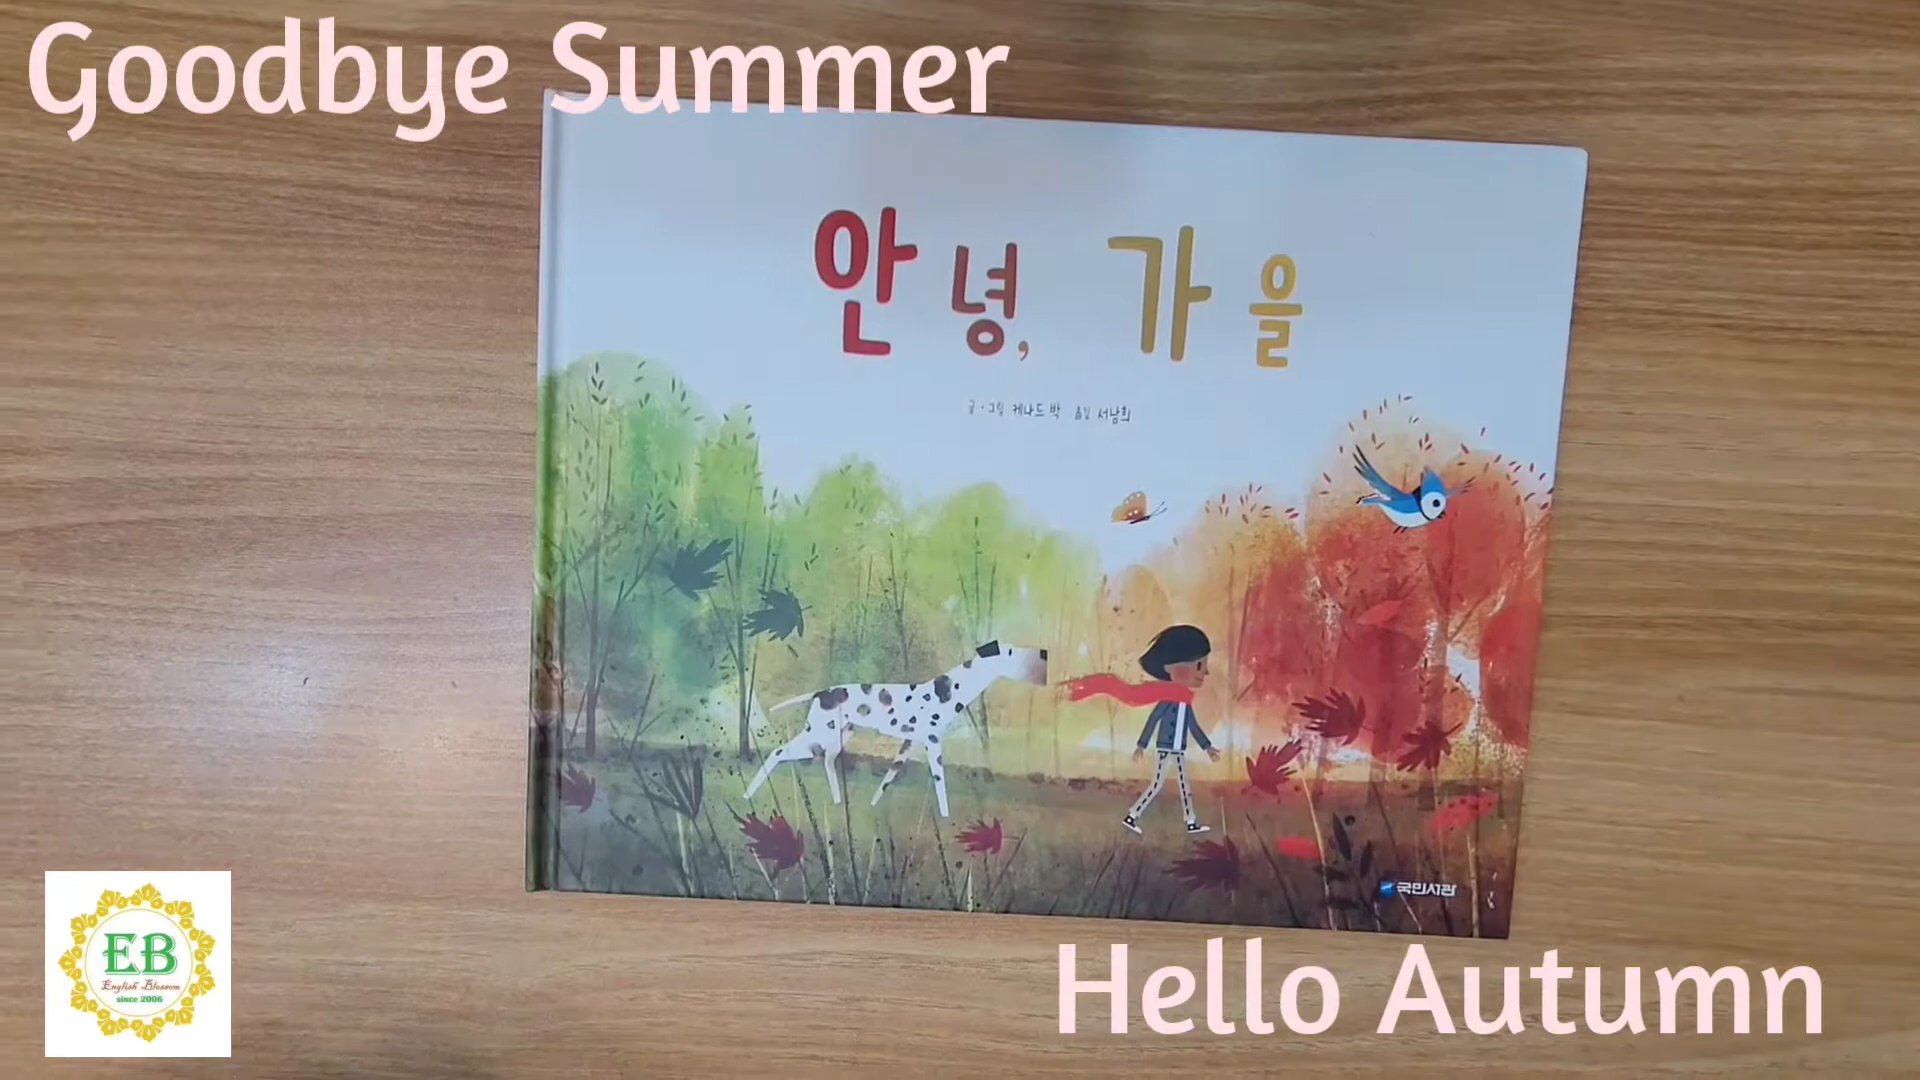 Goodbye Summer
안녕, 가을
글·그림 케나드 박 옮김 서남희
국민서관
EB
English Blossom
since 2006
Hello Autumn